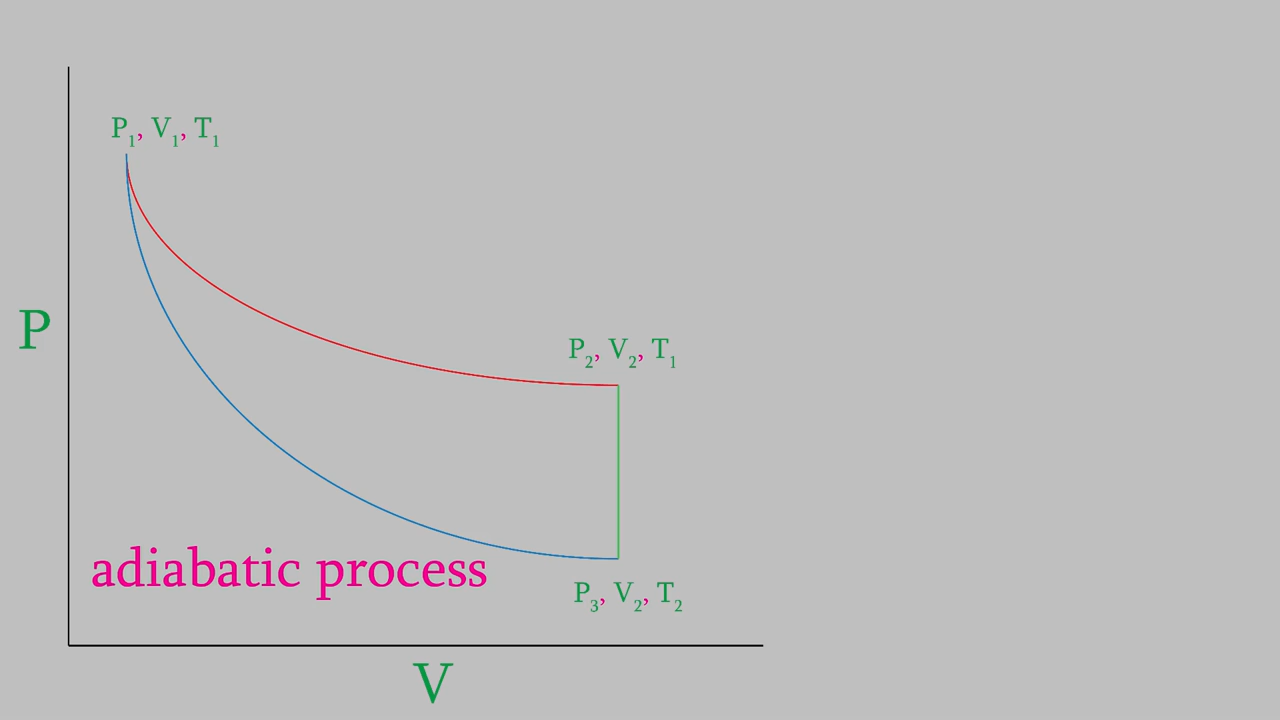 P₁, V₁, T₁
P
P₂, V₂, T₁
adiabatic process
P₃, V₂, T₂
V